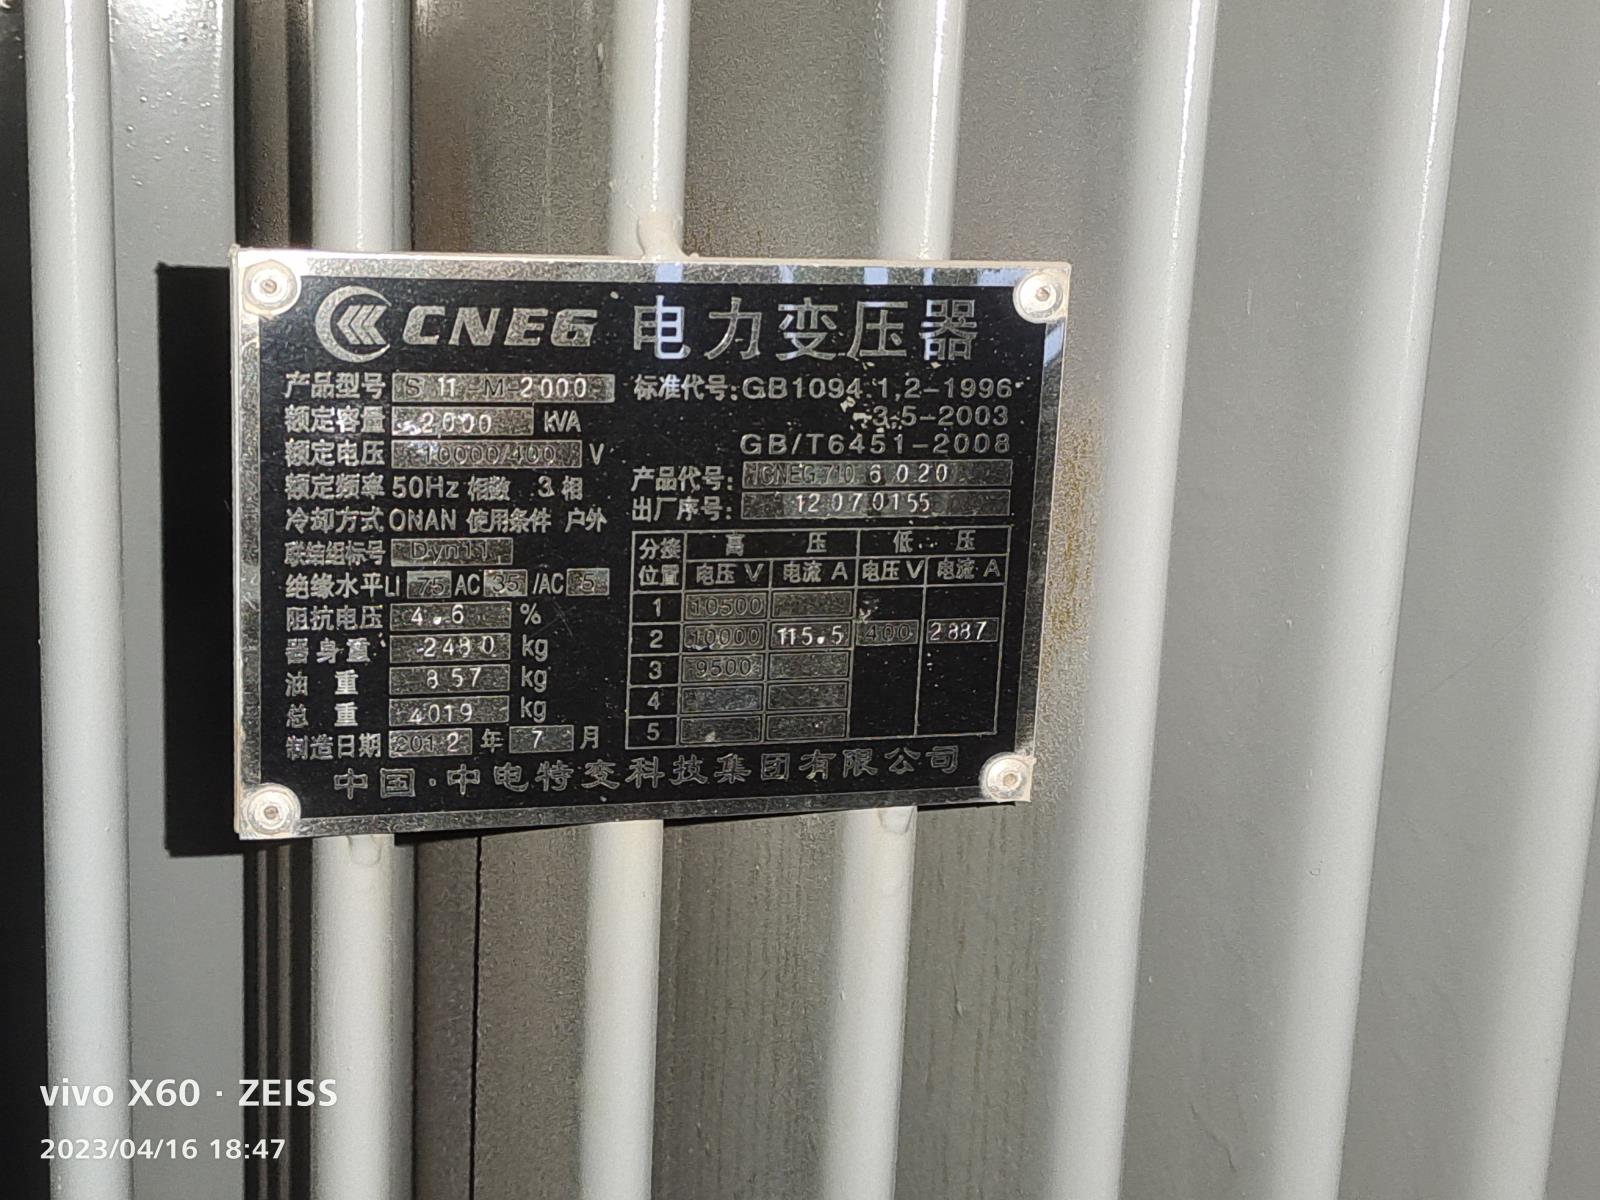 CNEG 电力变压器
产品型号 S 11-M-2000
额定容量 2000 kVA
额定电压 10000/400 V
额定频率 50Hz 相数 3 相
冷却方式 ONAN 使用条件 户外
联结组标号 Dyn11
绝缘水平LI 75 AC 35 /AC 5
阻抗电压 4.6 %
器身重 2480 kg
油 重 857 kg
总 重 4019 kg
制造日期 2012 年 7 月
标准代号:GB1094.1,2-1996
3.5-2003
GB/T6451-2008
产品代号: 1CNEG.710.6020
出厂序号: 12070155
分接位置 高 压 低 压
电压 V 电流 A 电压 V 电流 A
1 10500
2 10000 115.5 400 2887
3 9500
4
5
中国·中电特变科技集团有限公司
vivo X60 · ZEISS
2023/04/16 18:47